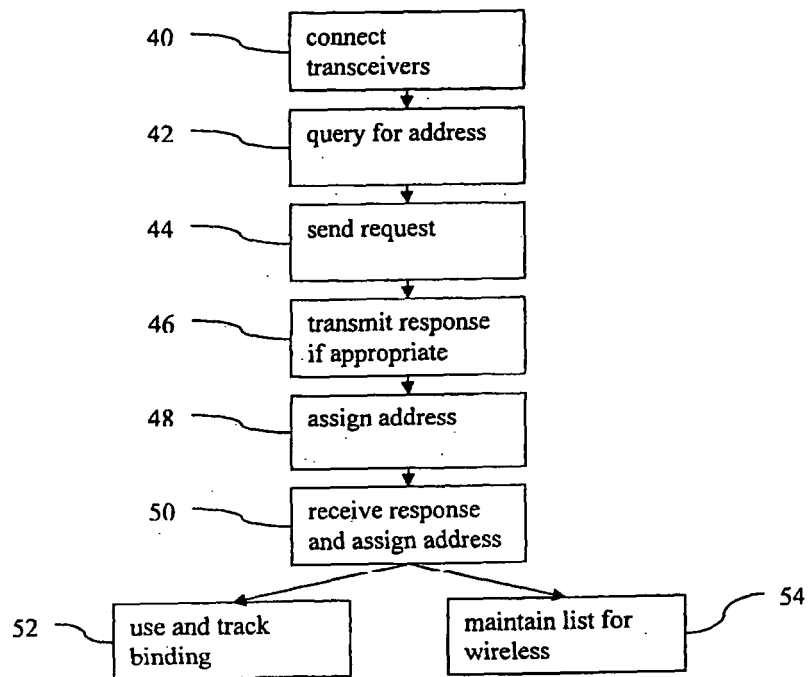 40
connect
transceivers
42
query for address
44
send request
46
transmit response
if appropriate
48
assign address
50
receive response
and assign address
52
use and track
binding
maintain list for
wireless
54